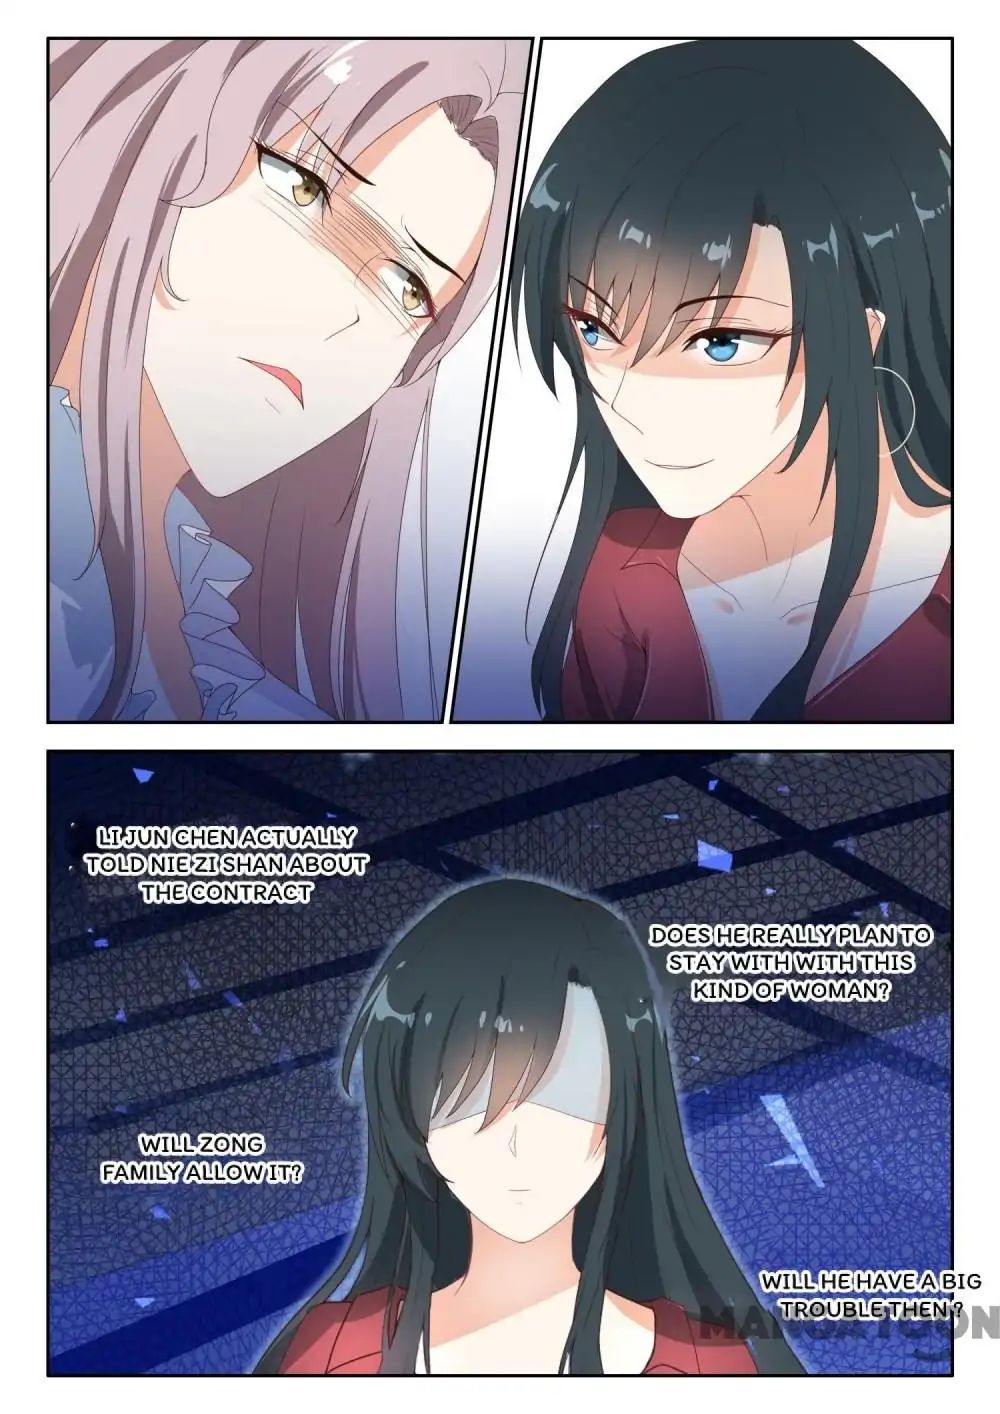 LI JUN CHEN ACTUALLY
TOLD NIE ZI SHAN ABOUT
THE CONTRACT
DOES HE REALLY PLAN TO
STAY WITH WITH THIS
KIND OF WOMAN?
WILL ZONG
FAMILY ALLOW IT?
WILL HE HAVE A BIG
TROUBLE THEN?
MANGATOON